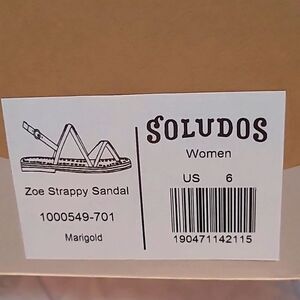 Zoe Strappy Sandal
1000549-701
Marigold
SOLUDOS
Women
US 6
190471142115